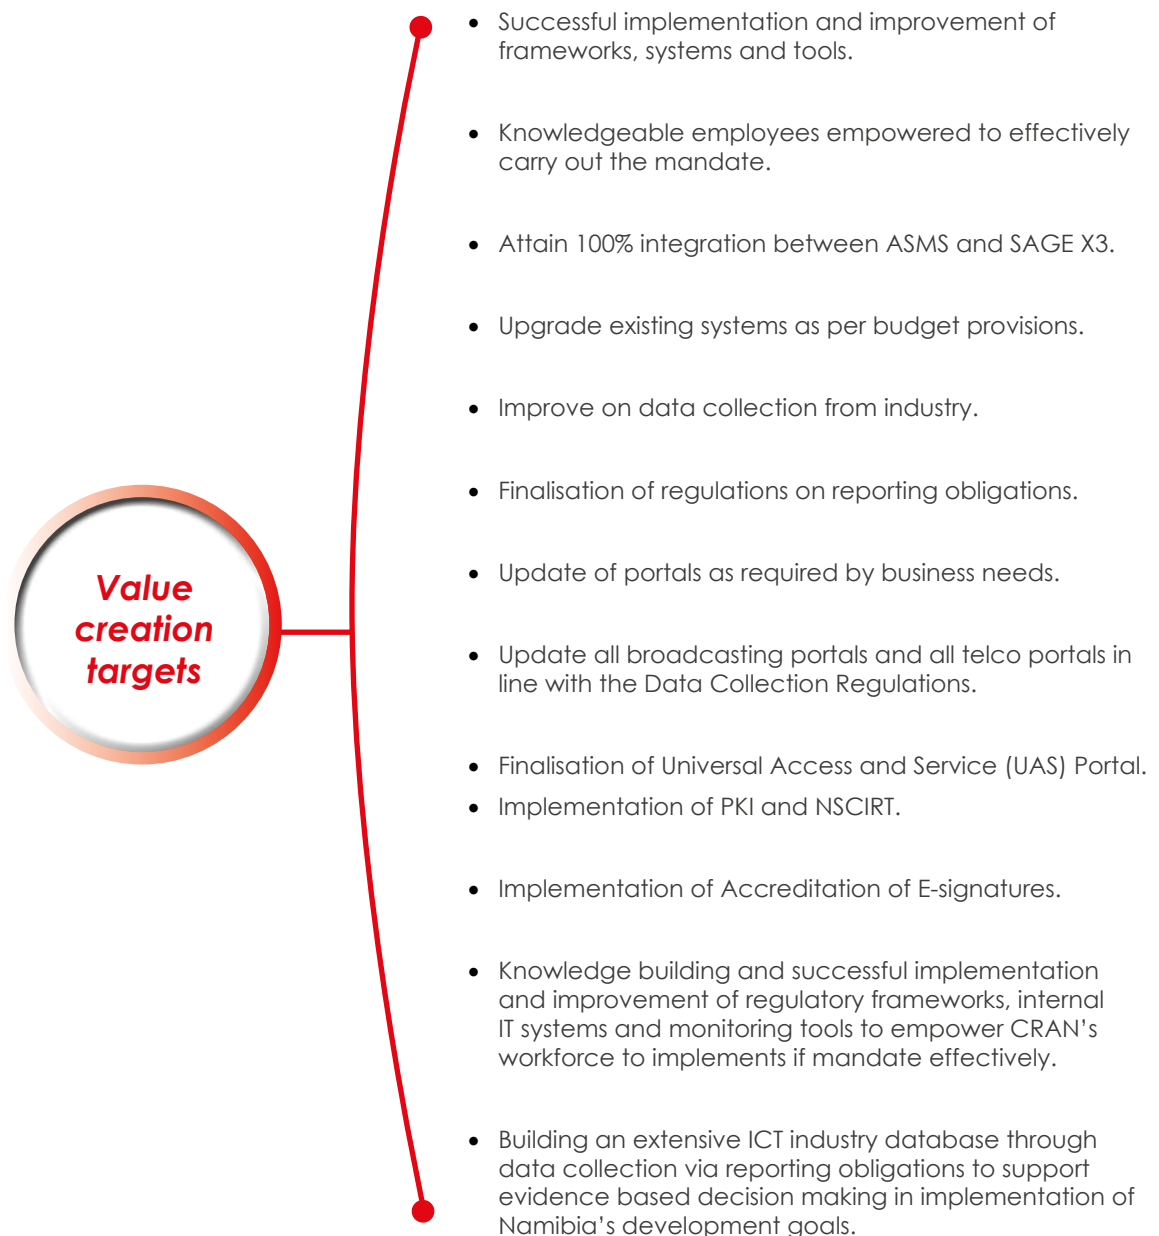 Value
creation
targets
• Successful implementation and improvement of
frameworks, systems and tools.
• Knowledgeable employees empowered to effectively
carry out the mandate.
• Attain 100% integration between ASMS and SAGE X3.
• Upgrade existing systems as per budget provisions.
• Improve on data collection from industry.
• Finalisation of regulations on reporting obligations.
• Update of portals as required by business needs.
• Update all broadcasting portals and all telco portals in
line with the Data Collection Regulations.
• Finalisation of Universal Access and Service (UAS) Portal.
• Implementation of PKI and NSCIRT.
• Implementation of Accreditation of E-signatures.
• Knowledge building and successful implementation
and improvement of regulatory frameworks, internal
IT systems and monitoring tools to empower CRAN’s
workforce to implements if mandate effectively.
• Building an extensive ICT industry database through
data collection via reporting obligations to support
evidence based decision making in implementation of
Namibia’s development goals.